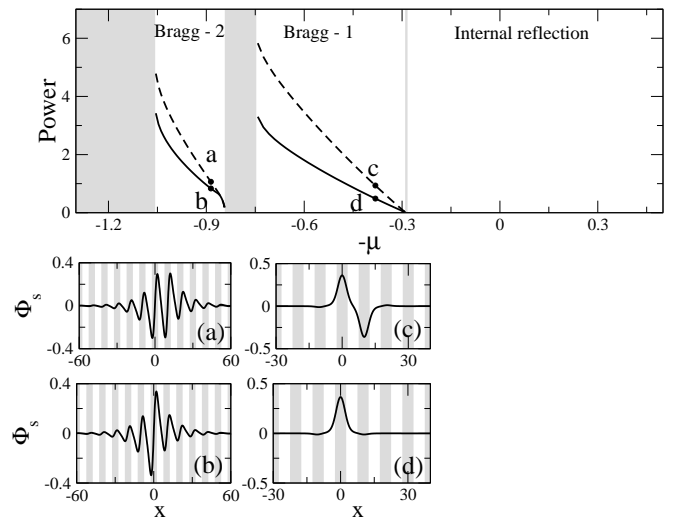 6
4
2
0
Power
Bragg - 2
Bragg - 1
Internal reflection
a
b
c
d
-1.2
-0.9
-0.6
-0.3
0
0.3
-μ
0.4
0
-0.4
Φs
(a)
-60
-30
0
30
60
0.5
0
-0.5
(c)
-30
0
30
0.4
0
-0.4
Φs
(b)
-60
-30
0
30
60
x
0.5
0
-0.5
(d)
-30
0
30
x